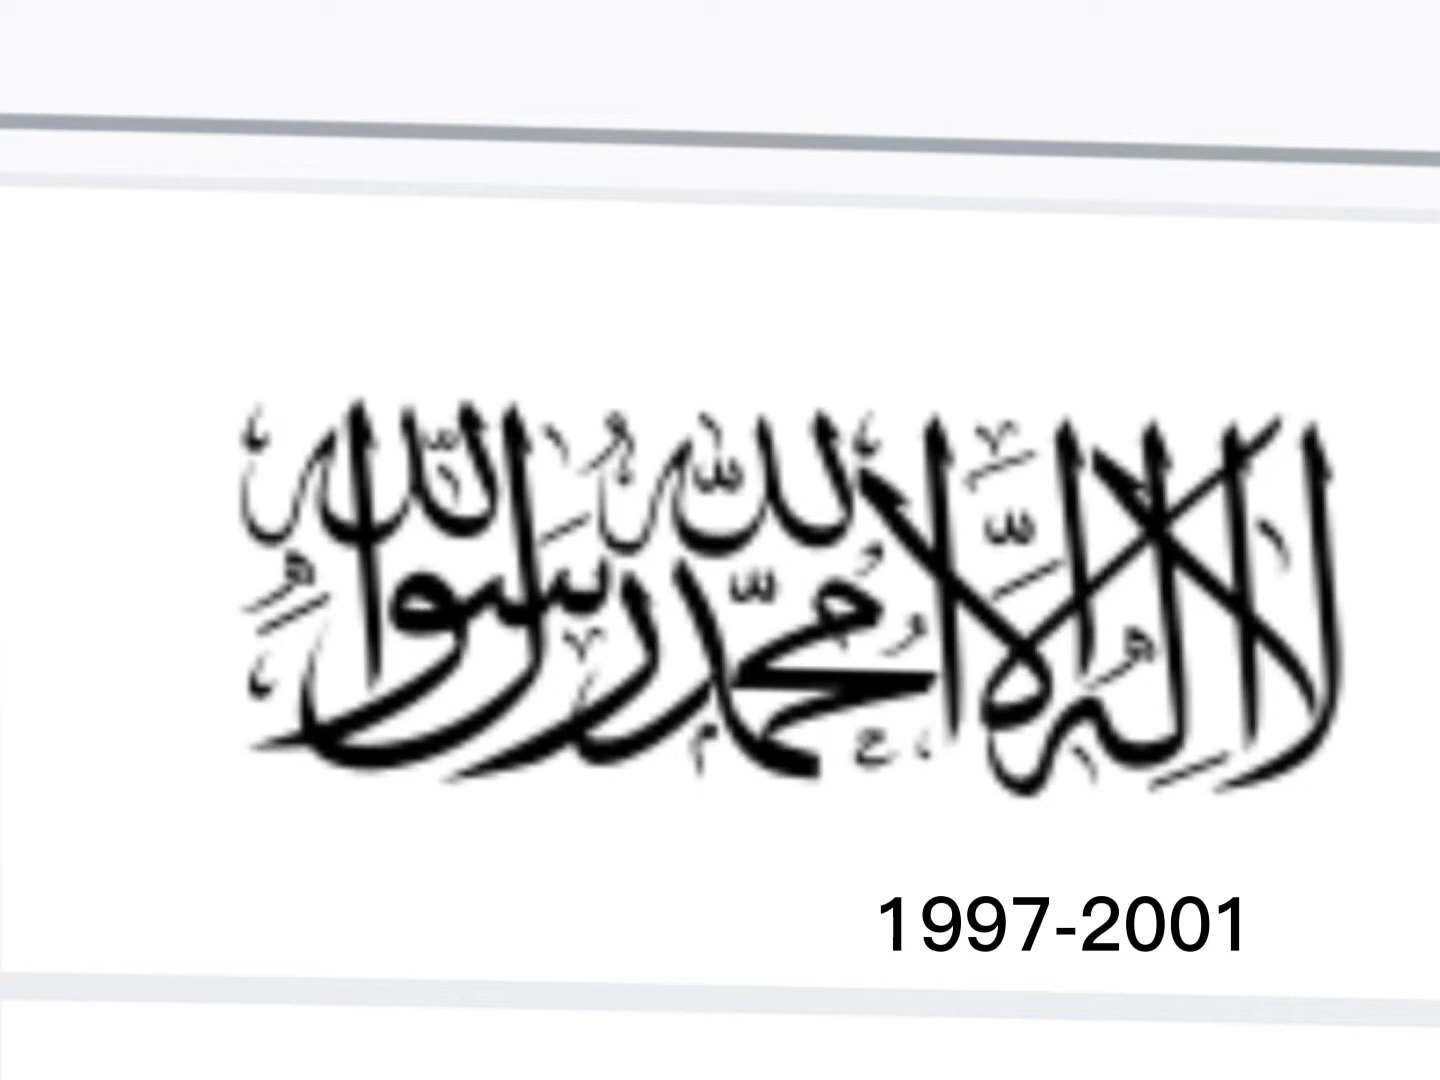 لا إله إلا الله محمد رسول الله
1997-2001